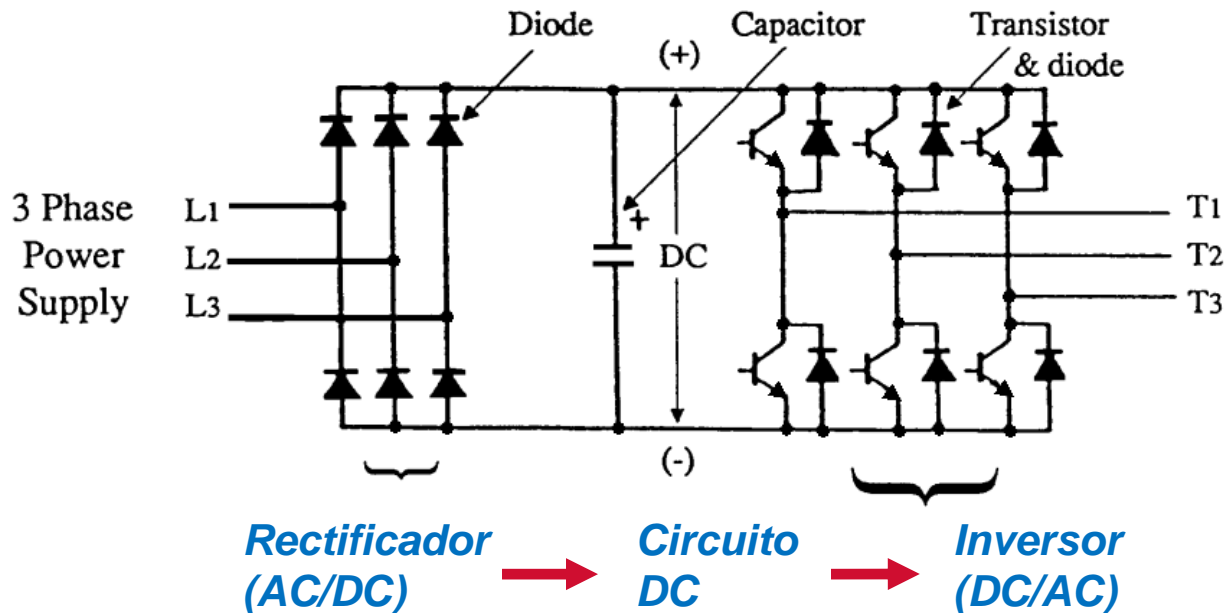 Diode
Capacitor
Transistor
& diode
(+)
3 Phase
Power
Supply
L1
L2
L3
+
DC
T1
T2
T3
(-)
Rectificador
(AC/DC)
Circuito
DC
Inversor
(DC/AC)